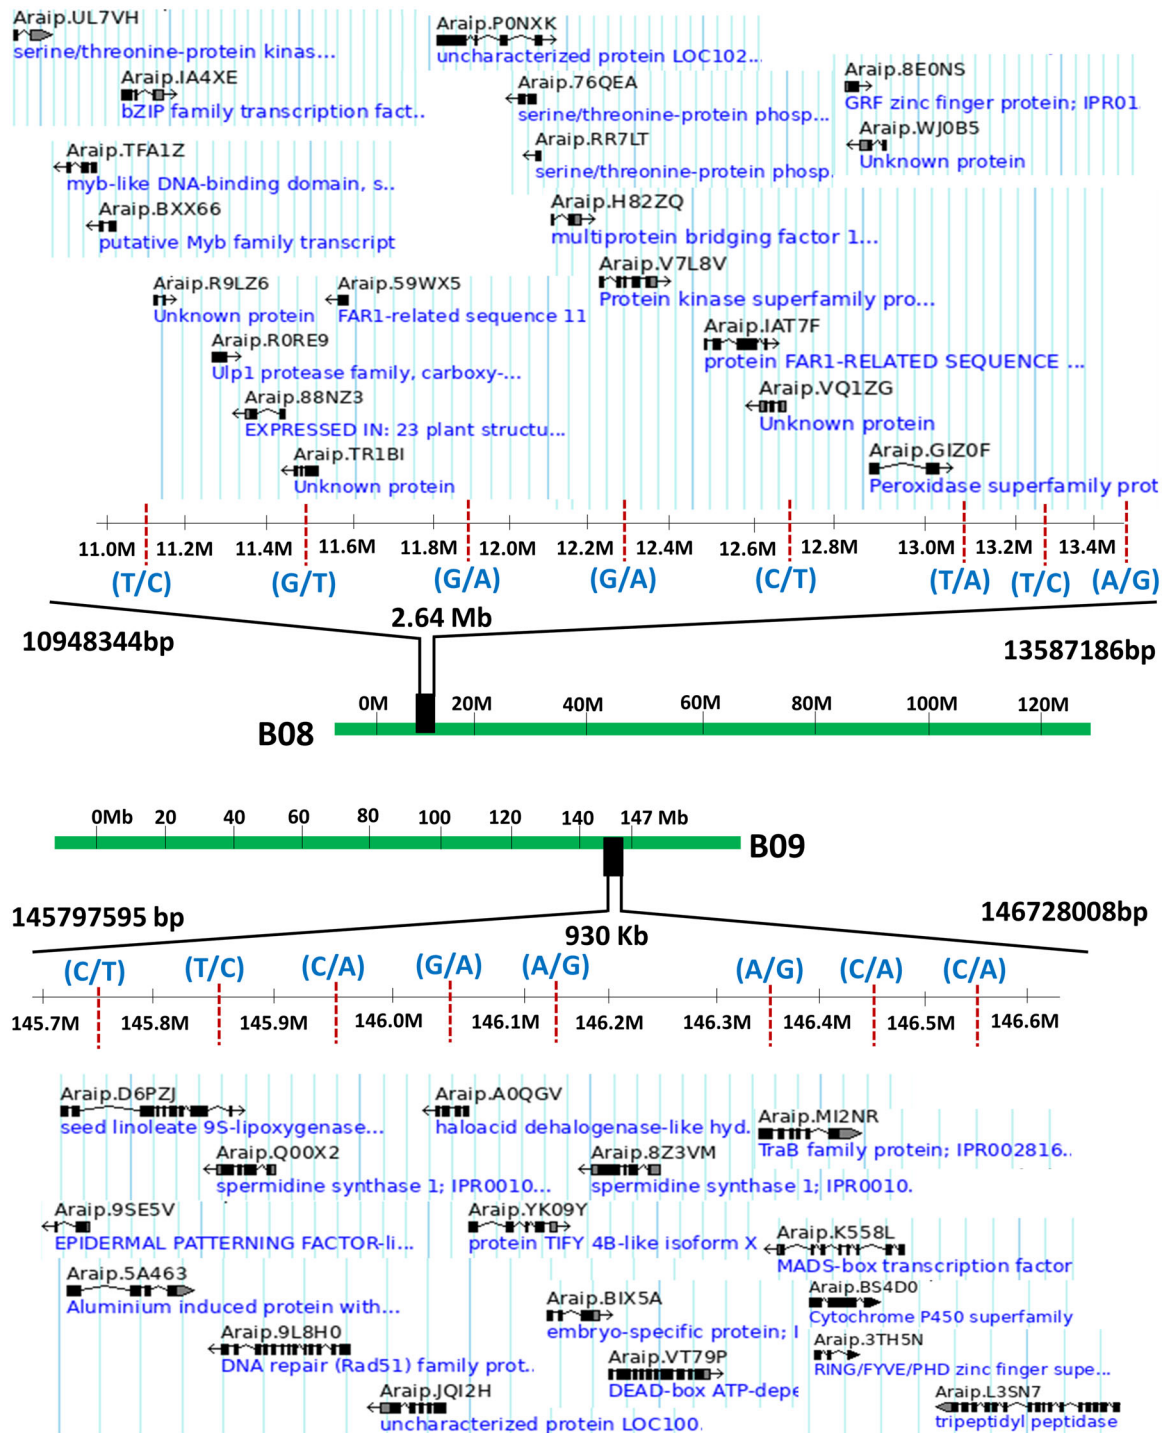 Araip.UL7VH
serine/threonine-protein kinas...
Araip.IA4XE
bZIP family transcription fact..
Araip.TFA1Z
myb-like DNA-binding domain, s..
Araip.BXX66
putative Myb family transcript
Araip.P0NXK
uncharacterized protein LOC102...
Araip.76QEA
serine/threonine-protein phosp...
Araip.RR7LT
serine/threonine-protein phosp.
Araip.8E0NS
GRF zinc finger protein; IPR01
Araip.WJ0B5
Unknown protein
Araip.H82ZQ
multiprotein bridging factor 1...
Araip.V7L8V
Protein kinase superfamily pro...
Araip.R9LZ6
Unknown protein
Araip.59WX5
FAR1-related sequence 11
Araip.R0RE9
Ulp1 protease family, carboxy-...
Araip.88NZ3
EXPRESSED IN: 23 plant structu...
Araip.TR1BI
Unknown protein
Araip.IAT7F
protein FAR1-RELATED SEQUENCE ...
Araip.VQ1ZG
Unknown protein
Araip.GIZ0F
Peroxidase superfamily prot
11.0M 11.2M 11.4M 11.6M 11.8M 12.0M 12.2M 12.4M 12.6M 12.8M 13.0M 13.2M 13.4M
(T/C) (G/T) (G/A) (G/A) (C/T) (T/A) (T/C) (A/G)
2.64 Mb
10948344bp 13587186bp
0M 20M 40M 60M 80M 100M 120M
B08
0Mb 20 40 60 80 100 120 140 147 Mb
B09
145797595 bp 146728008bp
930 Kb
(C/T) (T/C) (C/A) (G/A) (A/G) (A/G) (C/A) (C/A)
145.7M 145.8M 145.9M 146.0M 146.1M 146.2M 146.3M 146.4M 146.5M 146.6M
Araip.D6PZJ
seed linoleate 9S-lipoxygenase...
Araip.Q00X2
spermidine synthase 1; IPR0010...
Araip.9SE5V
EPIDERMAL PATTERNING FACTOR-li...
Araip.5A463
Aluminium induced protein with...
Araip.9L8H0
DNA repair (Rad51) family prot..
Araip.JQI2H
uncharacterized protein LOC100.
Araip.A0QGV
haloacid dehalogenase-like hyd.
Araip.8Z3VM
spermidine synthase 1; IPR0010.
Araip.YK09Y
protein TIFY 4B-like isoform X
Araip.BIX5A
embryo-specific protein; I
Araip.VT79P
DEAD-box ATP-depe
Araip.MI2NR
TraB family protein; IPR002816..
Araip.K558L
MADS-box transcription factor
Araip.BS4D0
Cytochrome P450 superfamily
Araip.3TH5N
RING/FYVE/PHD zinc finger supe...
Araip.L3SN7
tripeptidyl peptidase